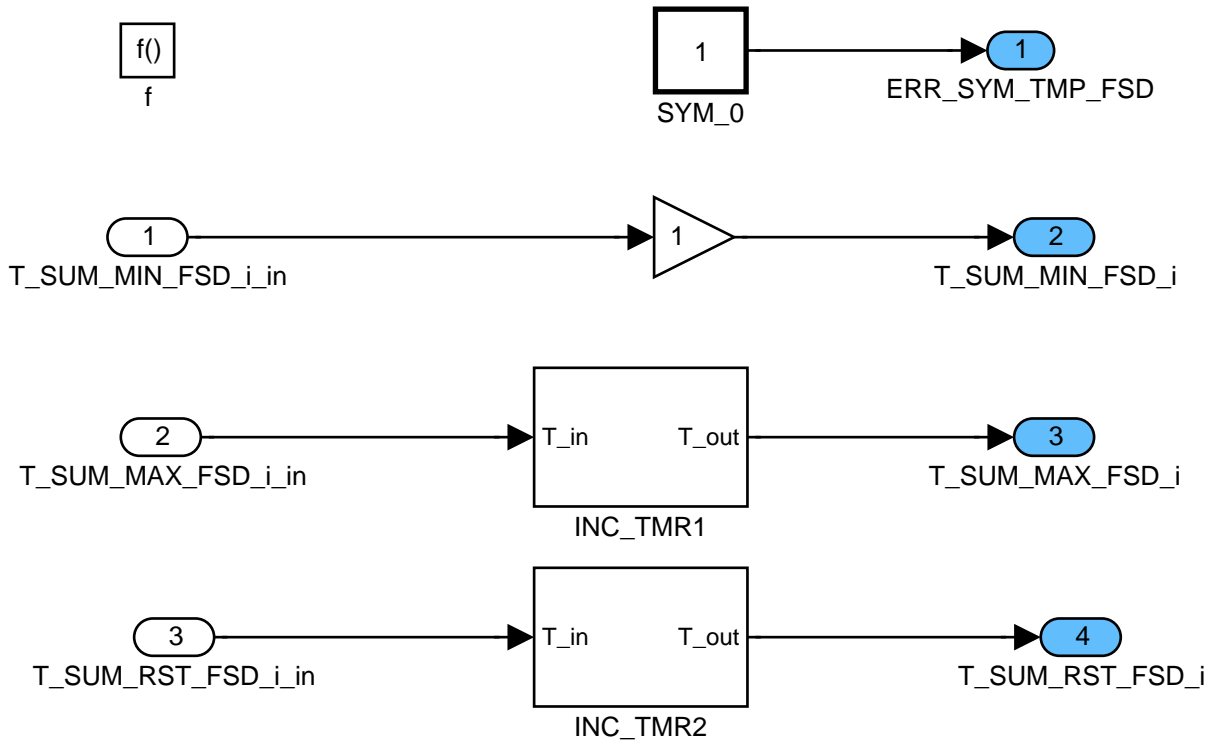 f()
f
1
SYM_0
1
ERR_SYM_TMP_FSD
1
T_SUM_MIN_FSD_i_in
1
2
T_SUM_MIN_FSD_i
2
T_SUM_MAX_FSD_i_in
T_in
T_out
INC_TMR1
3
T_SUM_MAX_FSD_i
3
T_SUM_RST_FSD_i_in
T_in
T_out
INC_TMR2
4
T_SUM_RST_FSD_i